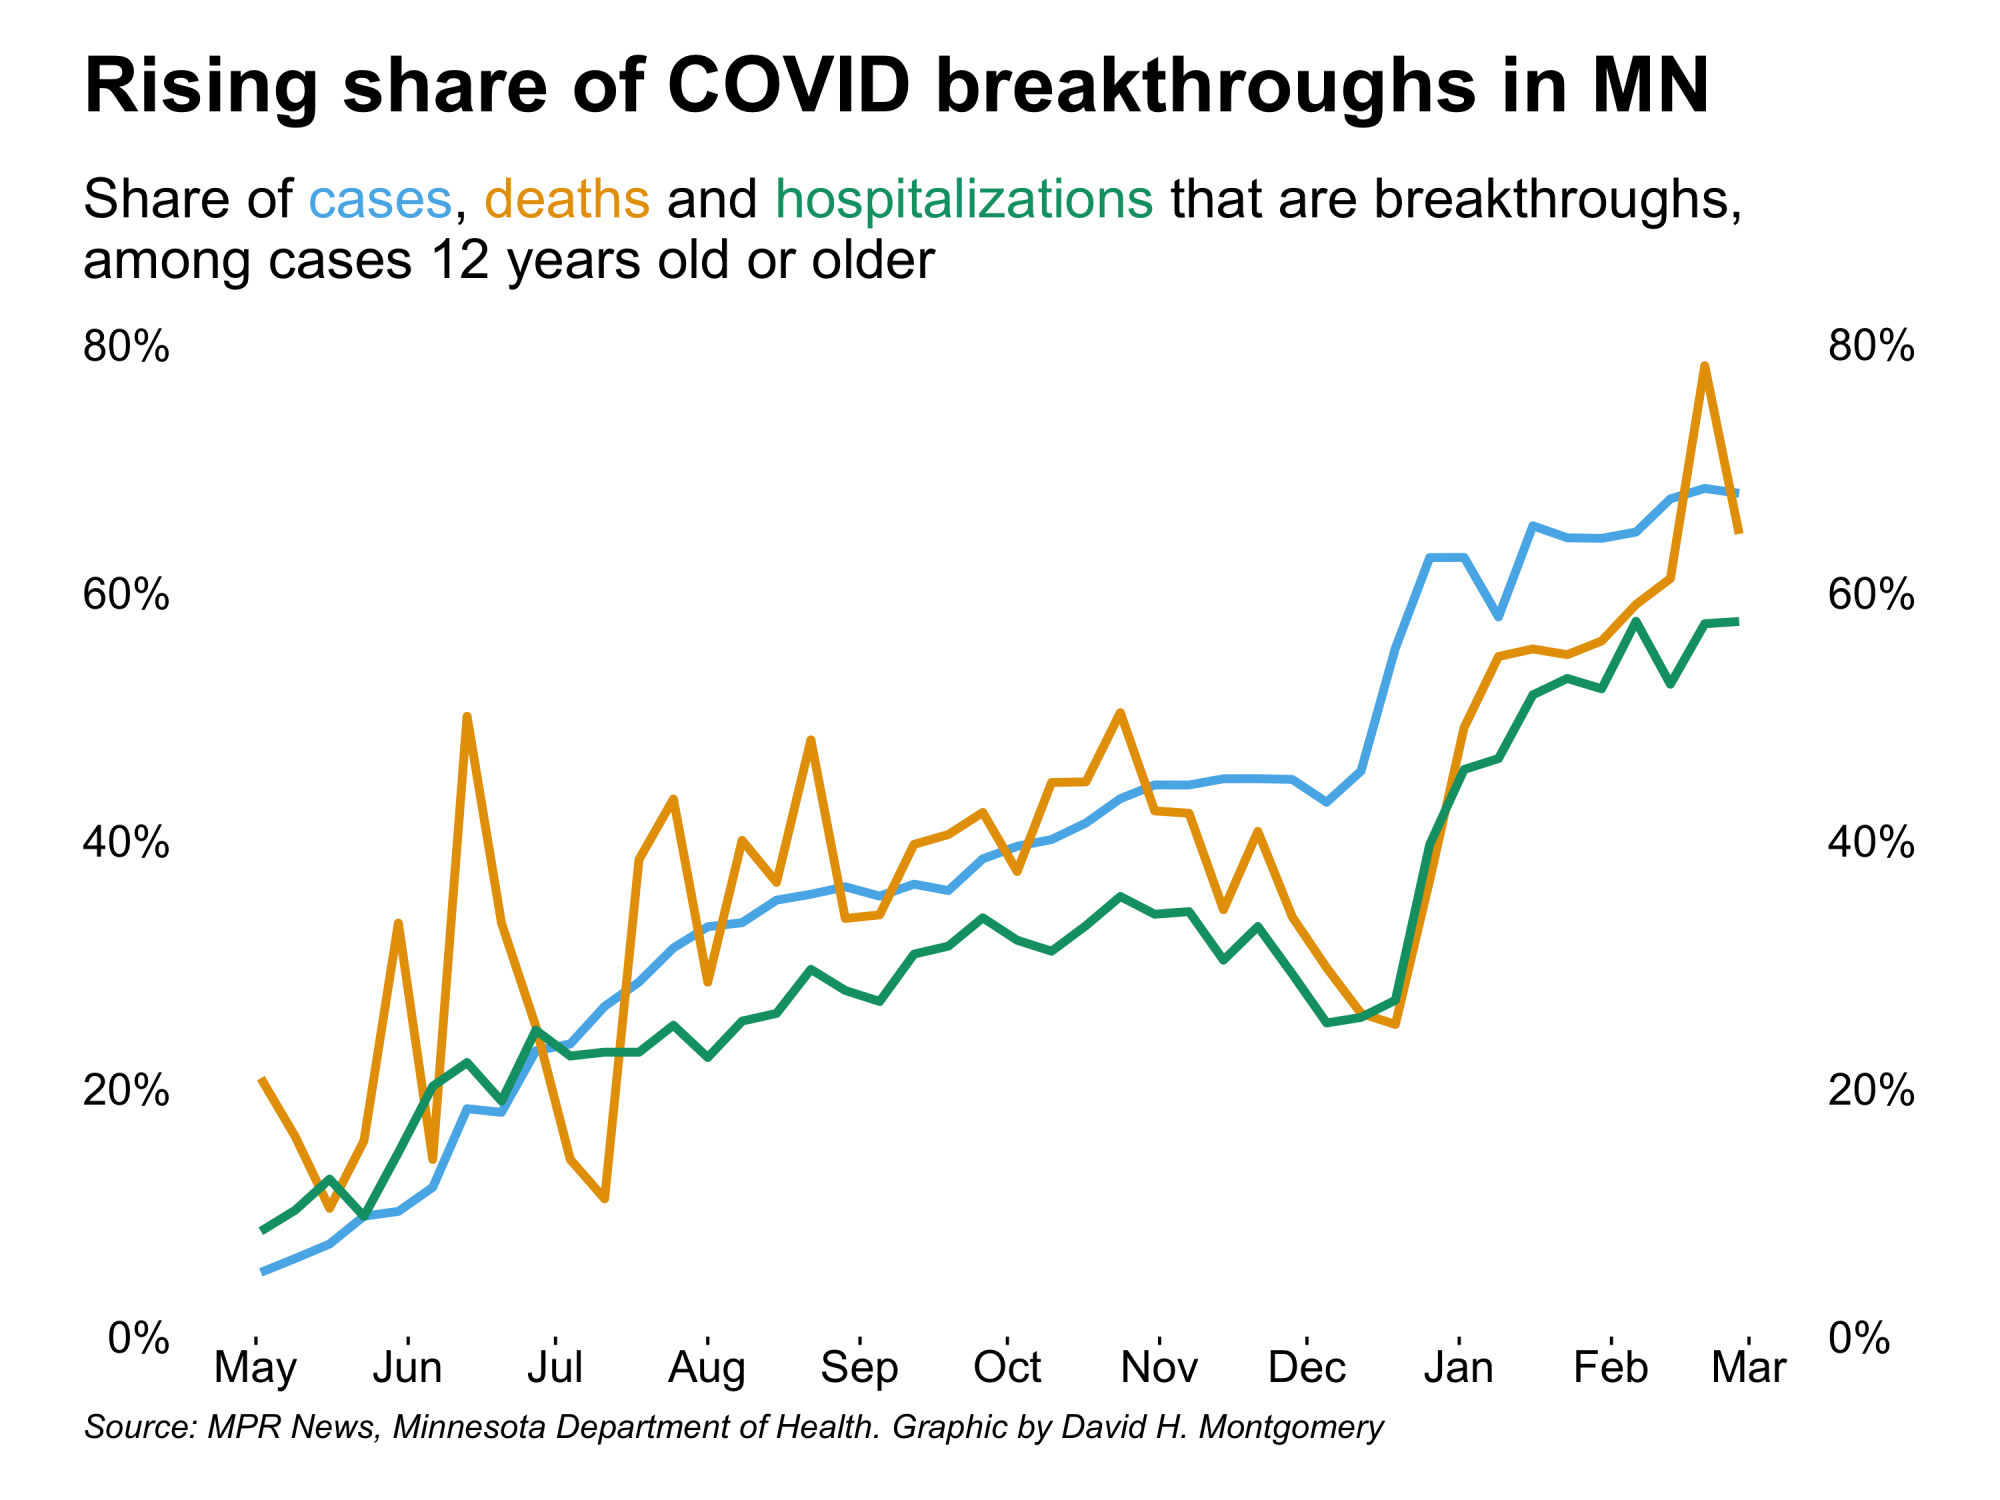 Rising share of COVID breakthroughs in MN
Share of cases, deaths and hospitalizations that are breakthroughs,
among cases 12 years old or older
80% 80%
60% 60%
40% 40%
20% 20%
0% 0%
May Jun Jul Aug Sep Oct Nov Dec Jan Feb Mar
Source: MPR News, Minnesota Department of Health. Graphic by David H. Montgomery